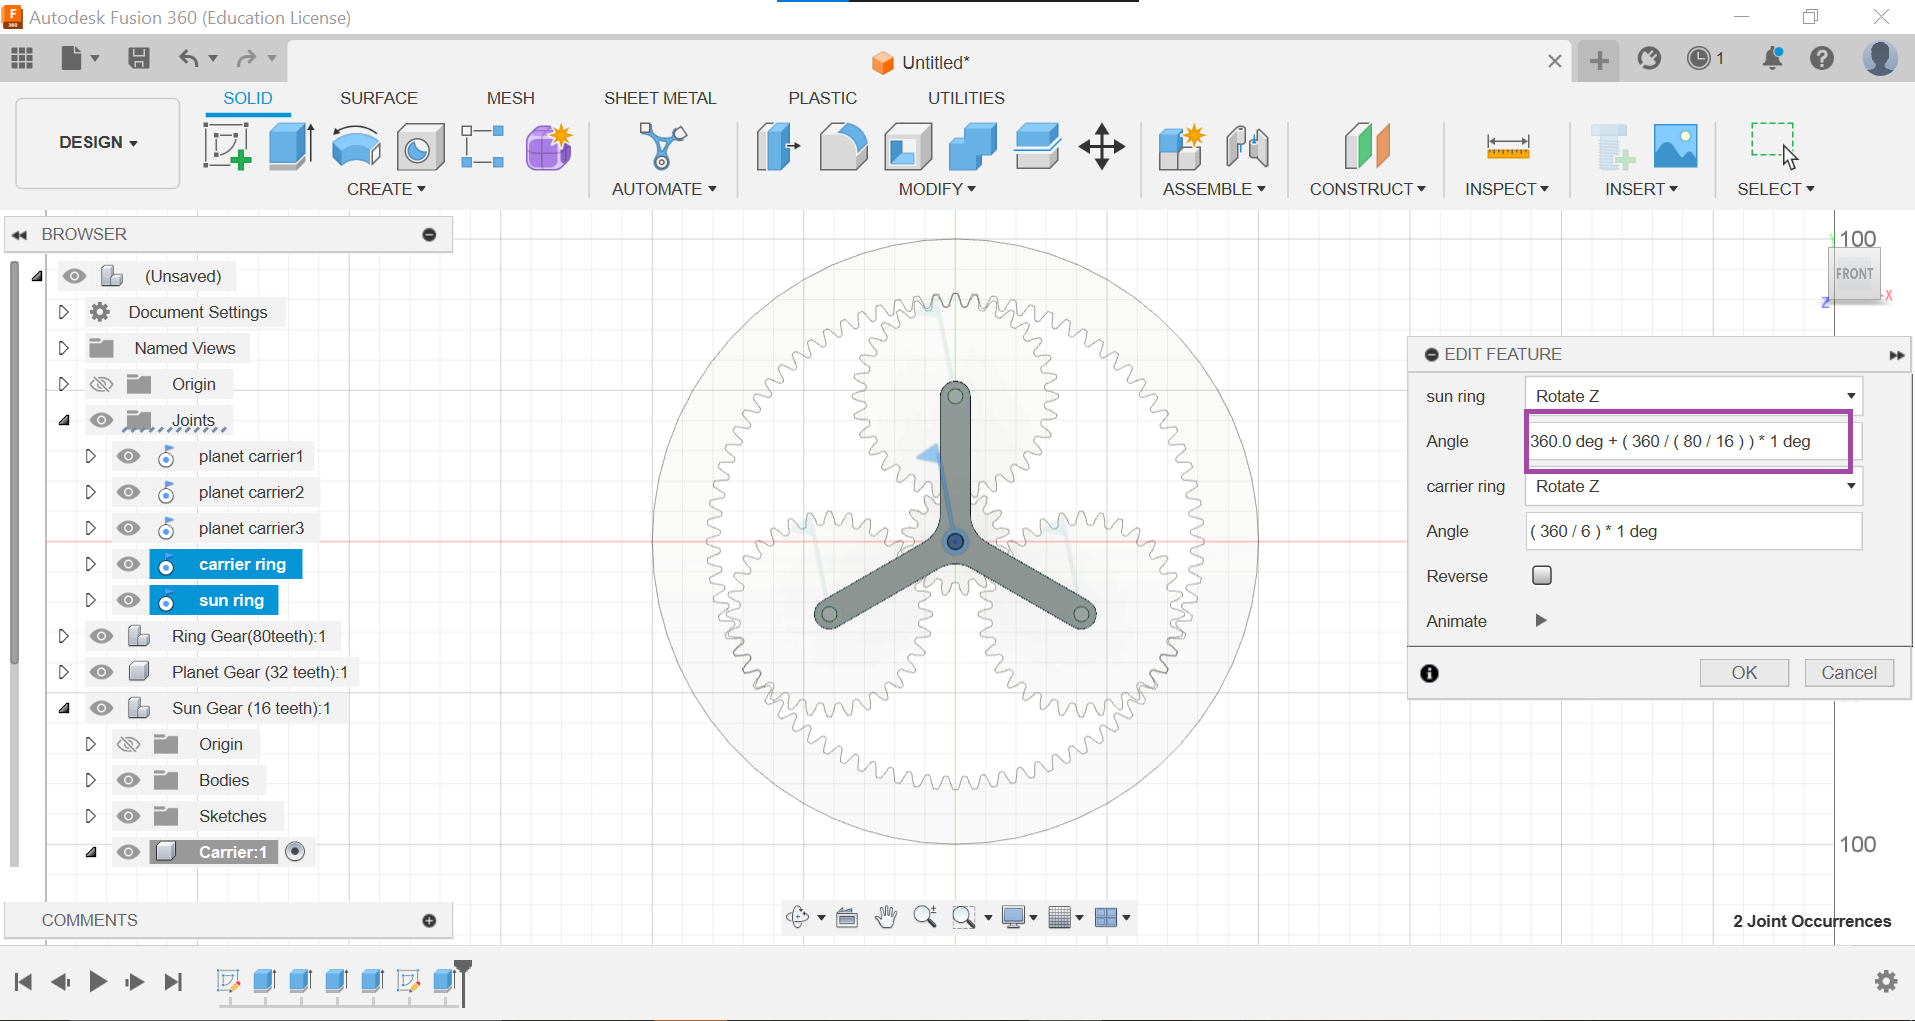 Autodesk Fusion 360 (Education License)
Untitled*
1
DESIGN
SOLID
SURFACE
MESH
SHEET METAL
PLASTIC
UTILITIES
CREATE
AUTOMATE
MODIFY
ASSEMBLE
CONSTRUCT
INSPECT
INSERT
SELECT
BROWSER
(Unsaved)
Document Settings
Named Views
Origin
Joints
planet carrier1
planet carrier2
planet carrier3
carrier ring
sun ring
Ring Gear(80teeth):1
Planet Gear (32 teeth):1
Sun Gear (16 teeth):1
Origin
Bodies
Sketches
Carrier:1
COMMENTS
100
Y
FRONT
-X
Z
EDIT FEATURE
sun ring
Rotate Z
Angle
360.0 deg + ( 360 / ( 80 / 16 ) ) * 1 deg
carrier ring
Rotate Z
Angle
( 360 / 6 ) * 1 deg
Reverse
Animate
OK
Cancel
100
2 Joint Occurrences